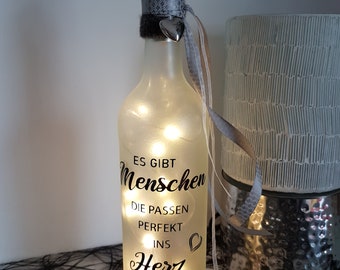 ES GIBT
Menschen
DIE PASSEN
PERFEKT
INS
Herz